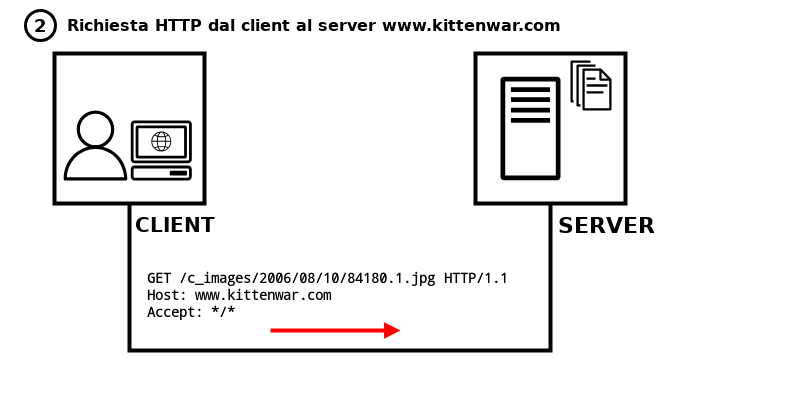 2 Richiesta HTTP dal client al server www.kittenwar.com
CLIENT
SERVER
GET /c_images/2006/08/10/84180.1.jpg HTTP/1.1
Host: www.kittenwar.com
Accept: */*